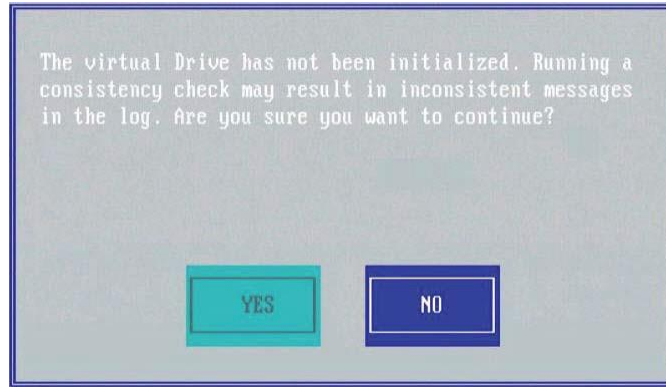 The virtual Drive has not been initialized. Running a
consistency check may result in inconsistent messages
in the log. Are you sure you want to continue?
YES
NO